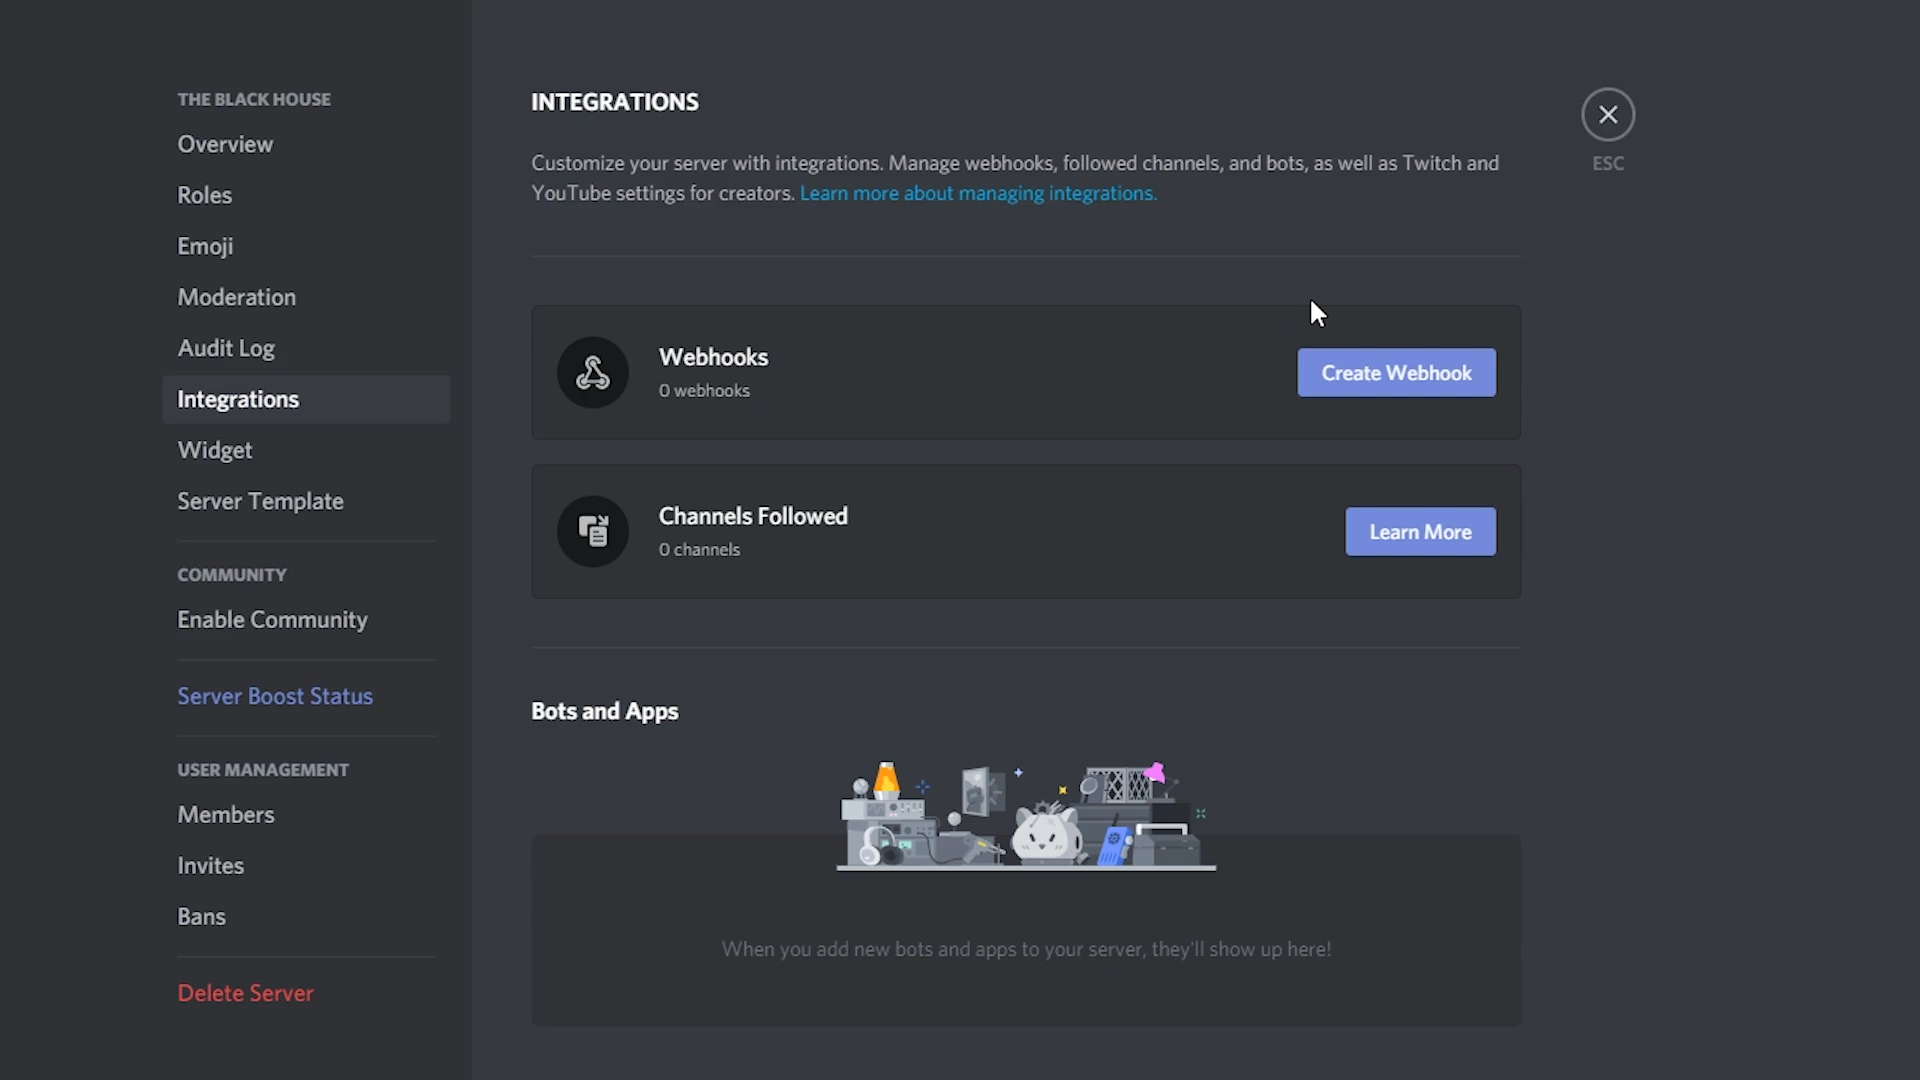 THE BLACK HOUSE
Overview
Roles
Emoji
Moderation
Audit Log
Integrations
Widget
Server Template
COMMUNITY
Enable Community
Server Boost Status
USER MANAGEMENT
Members
Invites
Bans
Delete Server
INTEGRATIONS
Customize your server with integrations. Manage webhooks, followed channels, and bots, as well as Twitch and
YouTube settings for creators. Learn more about managing integrations.
Webhooks
0 webhooks
Create Webhook
Channels Followed
0 channels
Learn More
Bots and Apps
When you add new bots and apps to your server, they'll show up here!
ESC